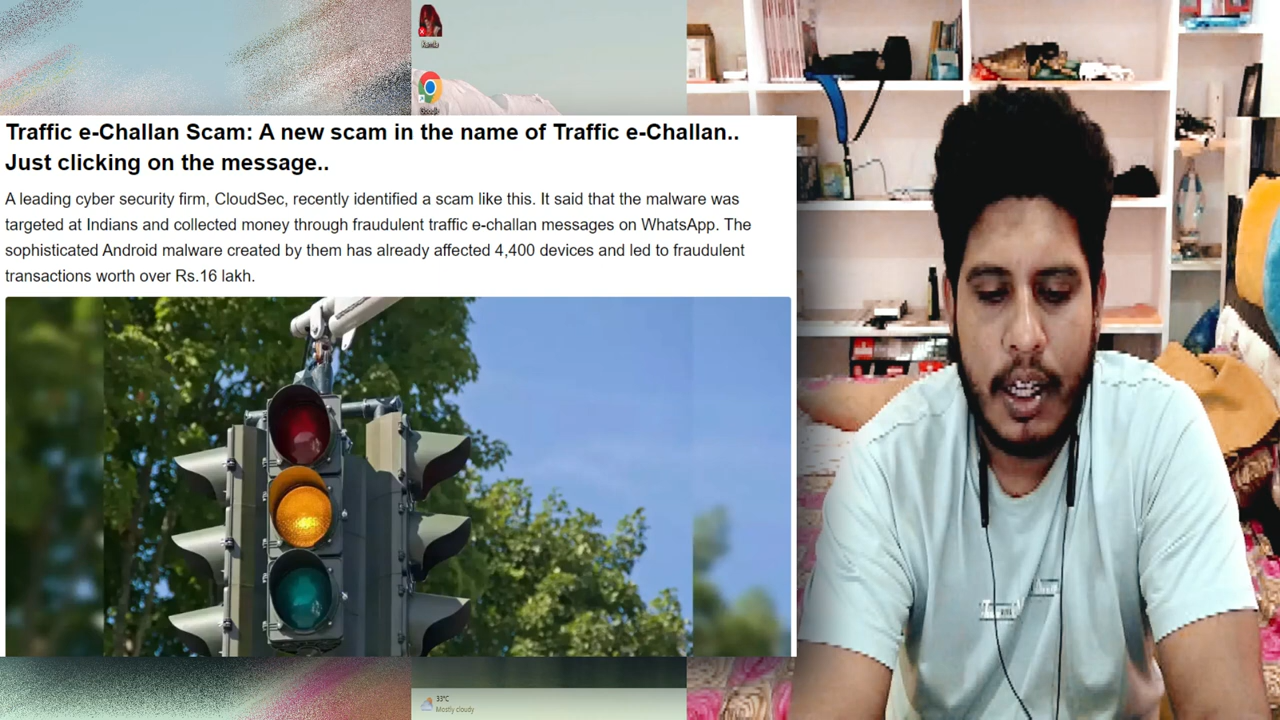 Kamla
Google
Traffic e-Challan Scam: A new scam in the name of Traffic e-Challan..
Just clicking on the message..
A leading cyber security firm, CloudSec, recently identified a scam like this. It said that the malware was
targeted at Indians and collected money through fraudulent traffic e-challan messages on WhatsApp. The
sophisticated Android malware created by them has already affected 4,400 devices and led to fraudulent
transactions worth over Rs.16 lakh.
33°C
Mostly cloudy